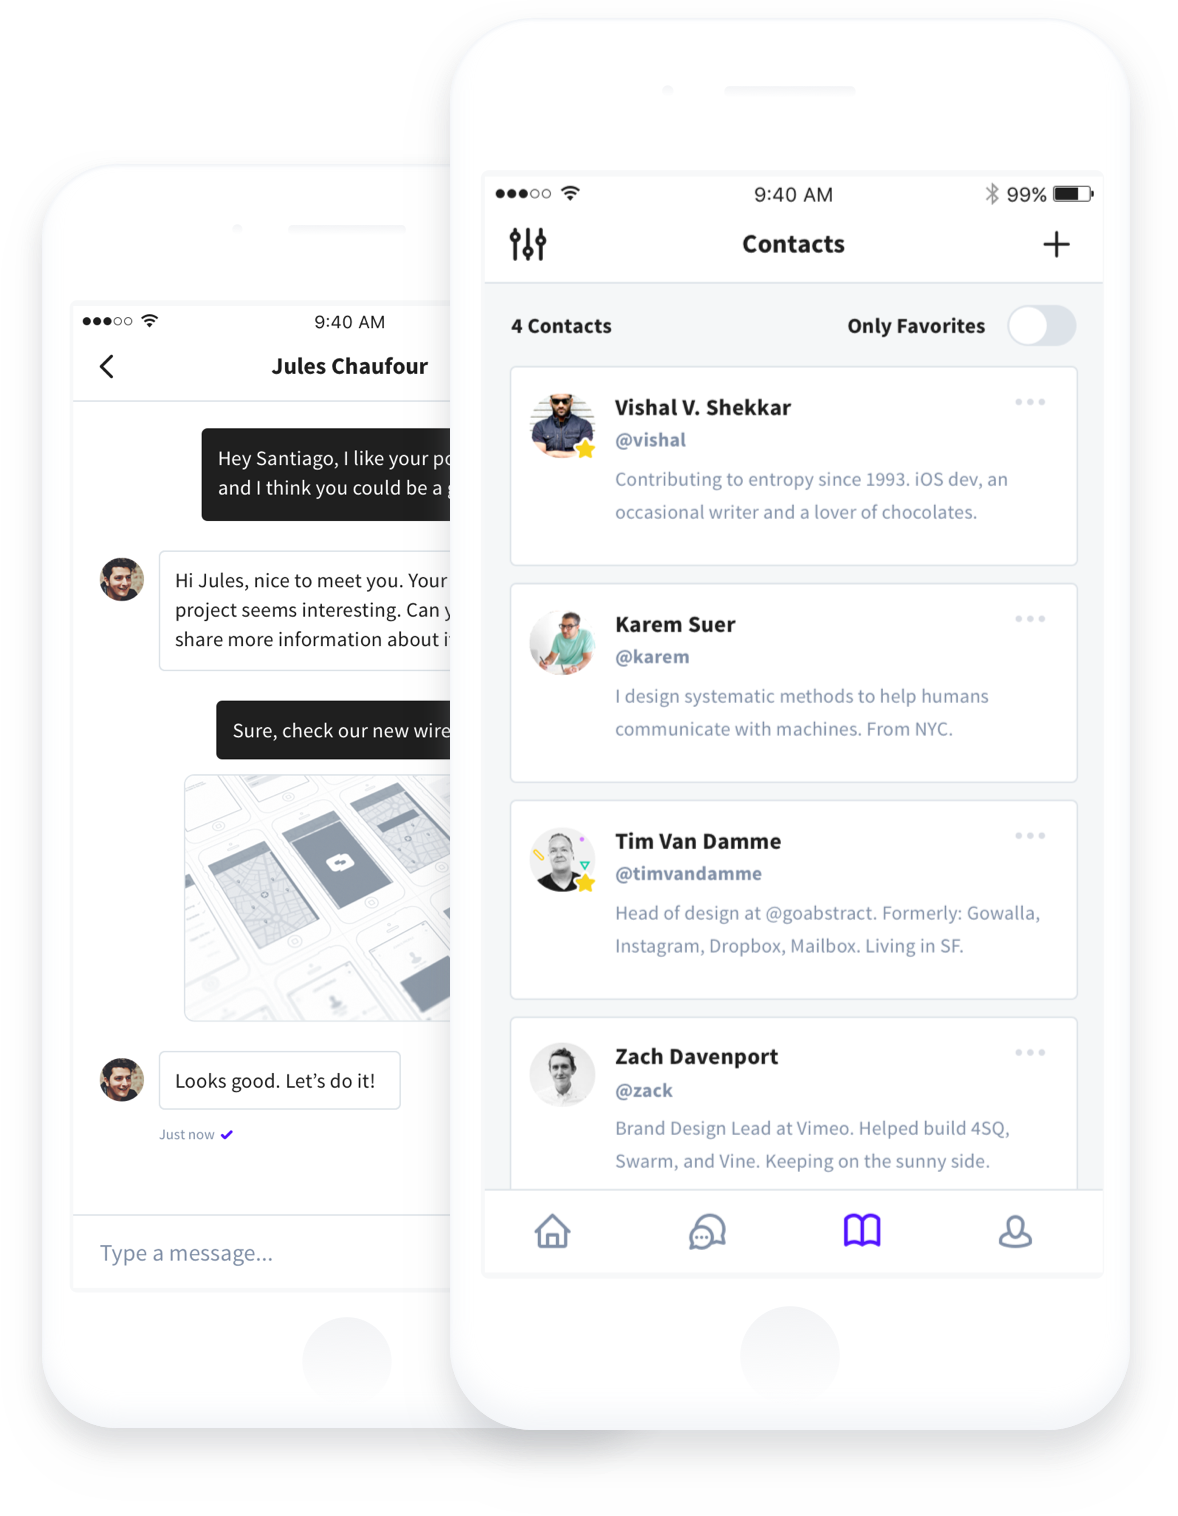 9:40 AM
Jules Chaufour
Hey Santiago, I like your
and I think you could be a
Hi Jules, nice to meet you. Your
project seems interesting. Can
share more information about
Sure, check our new
Looks good. Let’s do it!
Just now
Type a message...
9:40 AM 99%
Contacts
4 Contacts Only Favorites
Vishal V. Shekkar
@vishal
Contributing to entropy since 1993. iOS dev, an
occasional writer and a lover of chocolates.
Karem Suer
@karem
I design systematic methods to help humans
communicate with machines. From NYC.
Tim Van Damme
@timvandamme
Head of design at @goabstract. Formerly: Gowalla,
Instagram, Dropbox, Mailbox. Living in SF.
Zach Davenport
@zack
Brand Design Lead at Vimeo. Helped build 4SQ,
Swarm, and Vine. Keeping on the sunny side.